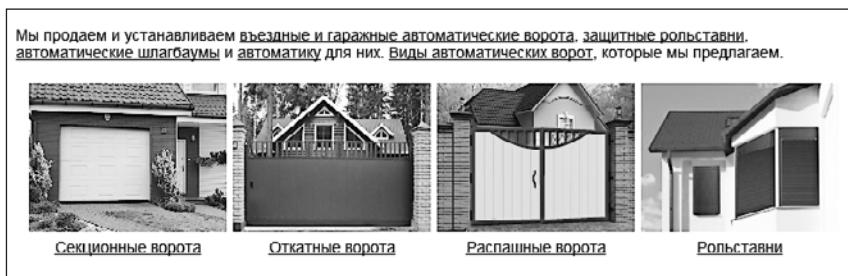 Мы продаем и устанавливаем въездные и гаражные автоматические ворота, защитные рольставни,
автоматические шлагбаумы и автоматику для них. Виды автоматических ворот, которые мы предлагаем.
Секционные ворота
Откатные ворота
Распашные ворота
Рольставни